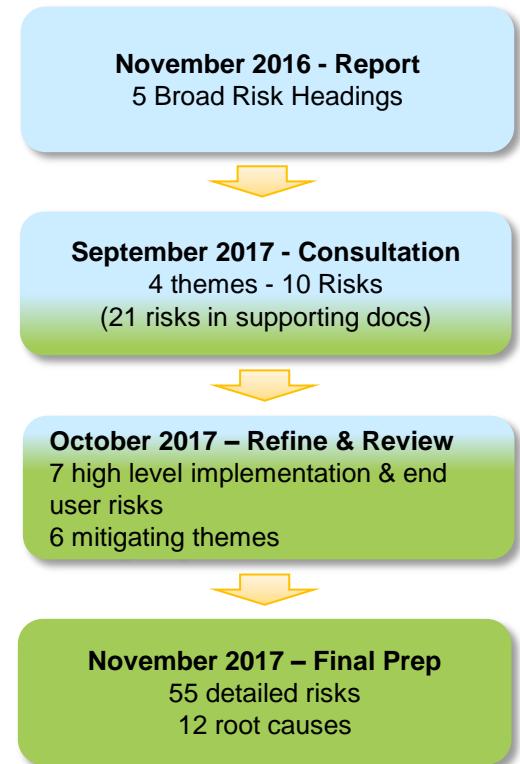 November 2016 - Report
5 Broad Risk Headings
September 2017 - Consultation
4 themes - 10 Risks
(21 risks in supporting docs)
October 2017 – Refine & Review
7 high level implementation & end
user risks
6 mitigating themes
November 2017 – Final Prep
55 detailed risks
12 root causes